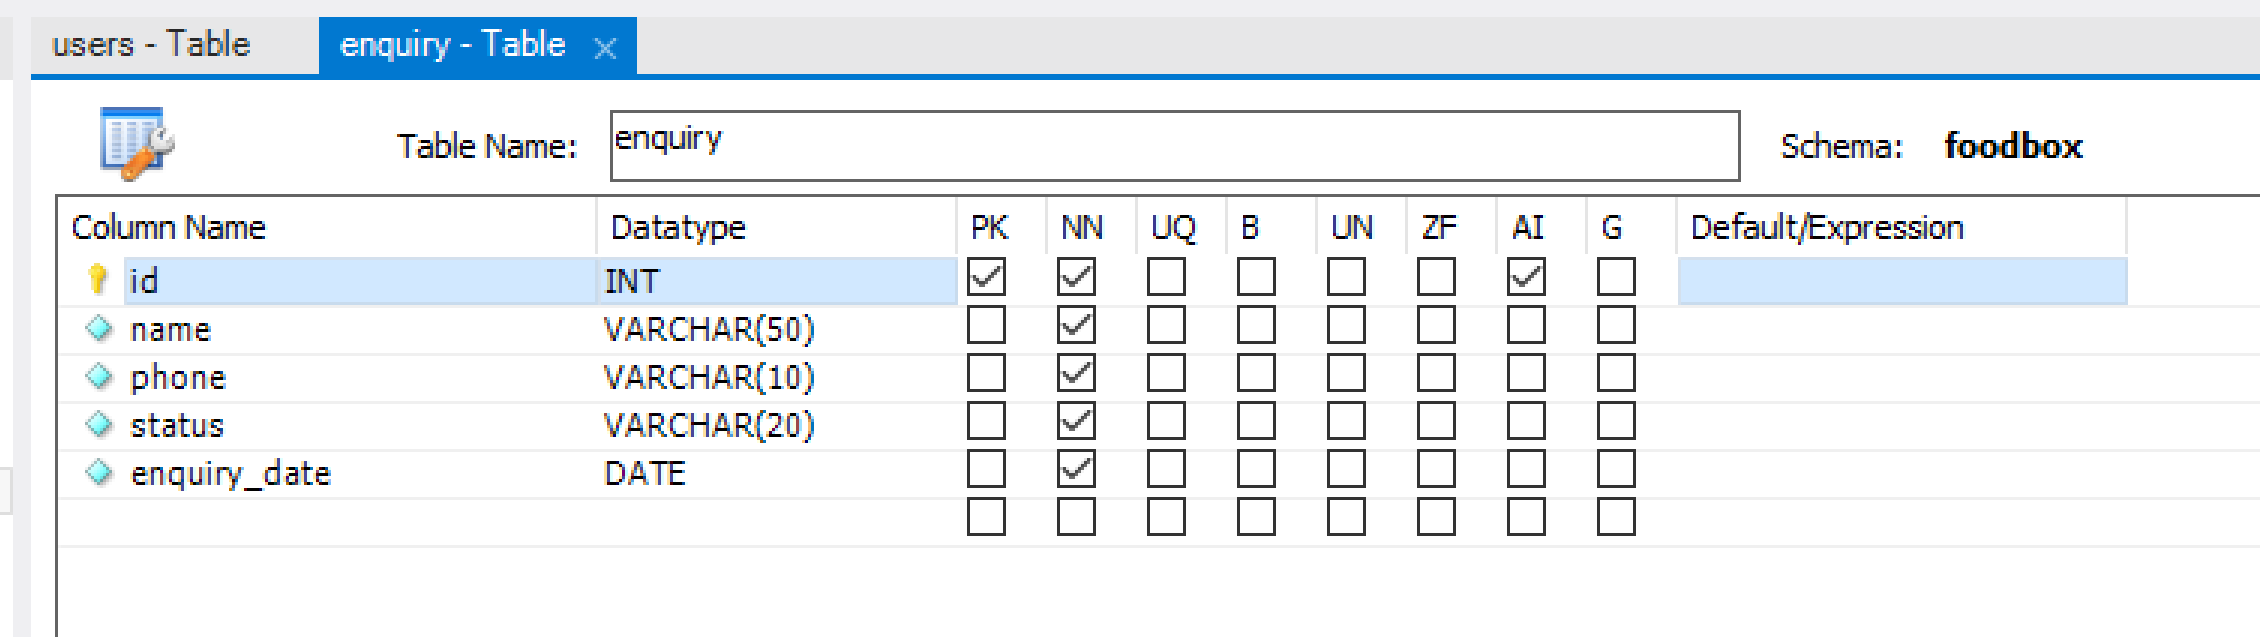 users - Table enquiry - Table
Table Name: enquiry Schema: foodbox
Column Name Datatype PK NN UQ B UN ZF AI G Default/Expression
id INT
name VARCHAR(50)
phone VARCHAR(10)
status VARCHAR(20)
enquiry_date DATE